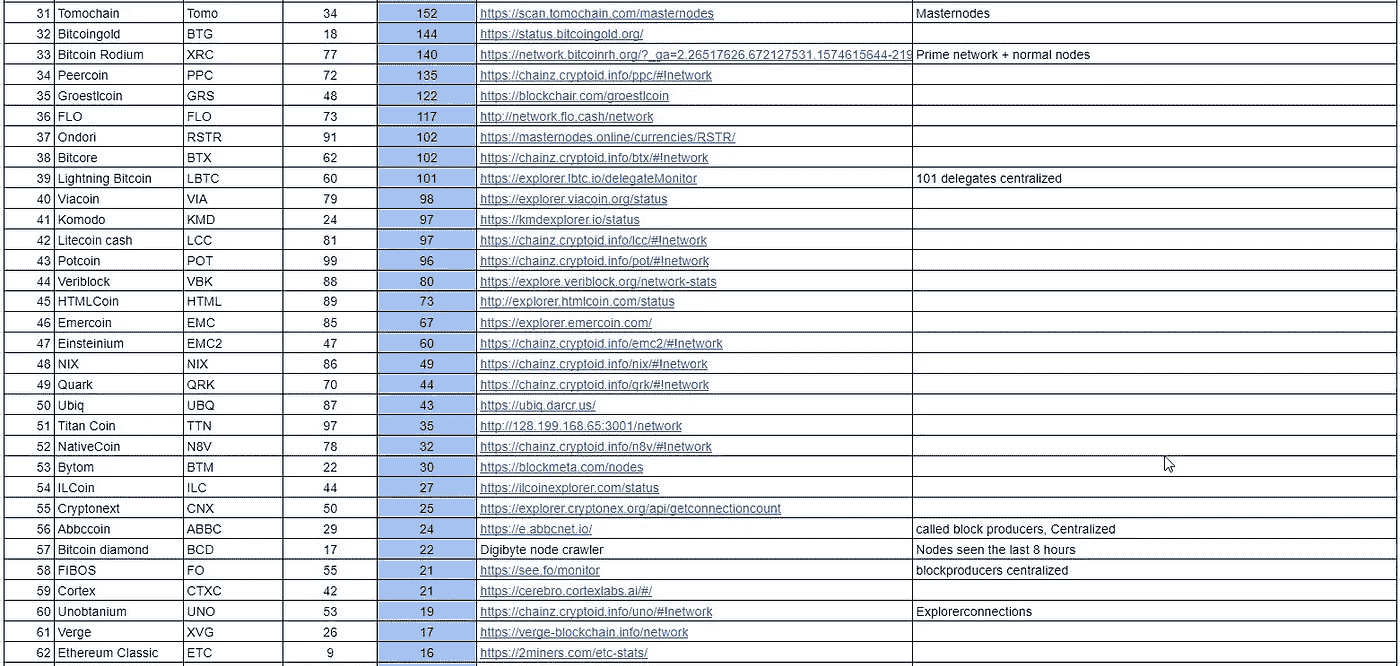 31 Tomochain Tomo 34 152 https://scan.tomochain.com/masternodes Masternodes
32 Bitcoingold BTG 18 144 https://status.bitcoingold.org/
33 Bitcoin Rodium XRC 77 140 https://network.bitcoinrh.org/?_ga=2.26517626.672127531.1574615644-219 Prime network + normal nodes
34 Peercoin PPC 72 135 https://chainz.cryptoid.info/ppc/#!network
35 Groestlcoin GRS 48 122 https://blockchair.com/groestlcoin
36 FLO FLO 73 117 http://network.flo.cash/network
37 Ondori RSTR 91 102 https://masternodes.online/currencies/RSTR/
38 Bitcore BTX 62 102 https://chainz.cryptoid.info/btx/#!network
39 Lightning Bitcoin LBTC 60 101 https://explorer.lbtc.io/delegateMonitor 101 delegates centralized
40 Viacoin VIA 79 98 https://explorer.viacoin.org/status
41 Komodo KMD 24 97 https://kmdexplorer.io/status
42 Litecoin cash LCC 81 97 https://chainz.cryptoid.info/lcc/#!network
43 Potcoin POT 99 96 https://chainz.cryptoid.info/pot/#!network
44 Veriblock VBK 88 80 https://explore.veriblock.org/network-stats
45 HTMLCoin HTML 89 73 http://explorer.htmlcoin.com/status
46 Emercoin EMC 85 67 https://explorer.emercoin.com/
47 Einsteinium EMC2 47 60 https://chainz.cryptoid.info/emc2/#!network
48 NIX NIX 86 49 https://chainz.cryptoid.info/nix/#!network
49 Quark QRK 70 44 https://chainz.cryptoid.info/qrk/#!network
50 Ubiq UBQ 87 43 https://ubiq.darcr.us/
51 Titan Coin TTN 97 35 http://128.199.168.65:3001/network
52 NativeCoin N8V 78 32 https://chainz.cryptoid.info/n8v/#!network
53 Bytom BTM 22 30 https://blockmeta.com/nodes
54 ILCoin ILC 44 27 https://ilcoinexplorer.com/status
55 Cryptonext CNX 50 25 https://explorer.cryptonex.org/api/getconnectioncount
56 Abbccoin ABBC 29 24 https://e.abbcnet.io/ called block producers, Centralized
57 Bitcoin diamond BCD 17 22 Digibyte node crawler Nodes seen the last 8 hours
58 FIBOS FO 55 21 https://see.fo/monitor blockproducers centralized
59 Cortex CTXC 42 21 https://cerebro.cortexlabs.ai/#/
60 Unobtanium UNO 53 19 https://chainz.cryptoid.info/uno/#!network Explorerconnections
61 Verge XVG 26 17 https://verge-blockchain.info/network
62 Ethereum Classic ETC 9 16 https://2miners.com/etc-stats/